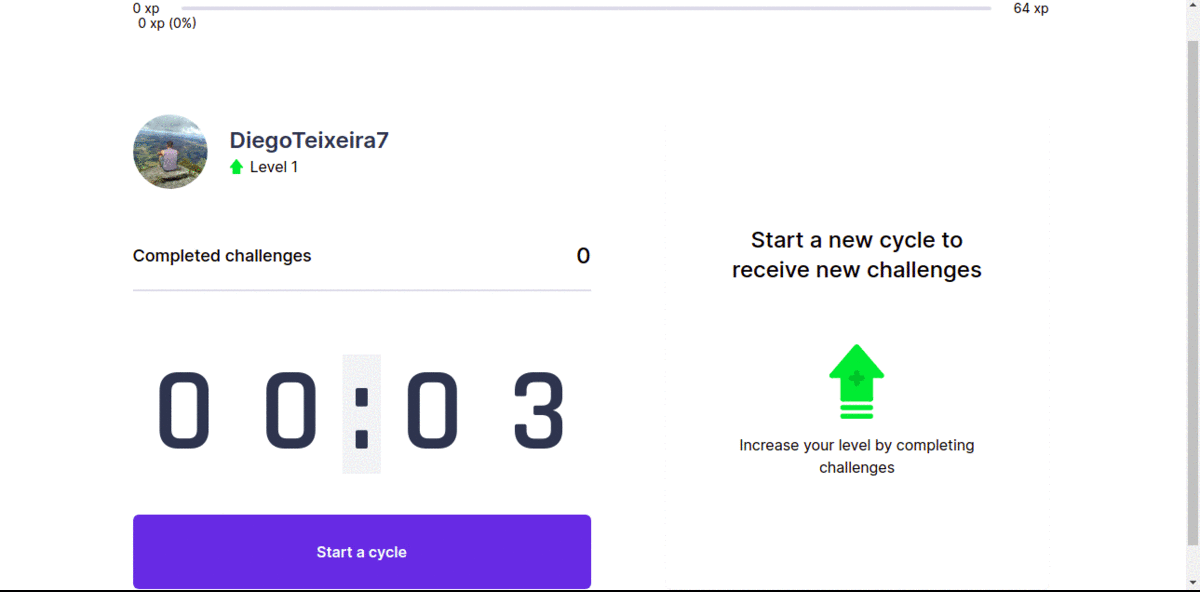 0 xp 64 xp
0 xp (0%)
DiegoTeixeira7
Level 1
Completed challenges 0
00:03
Start a cycle
Start a new cycle to
receive new challenges
Increase your level by completing
challenges